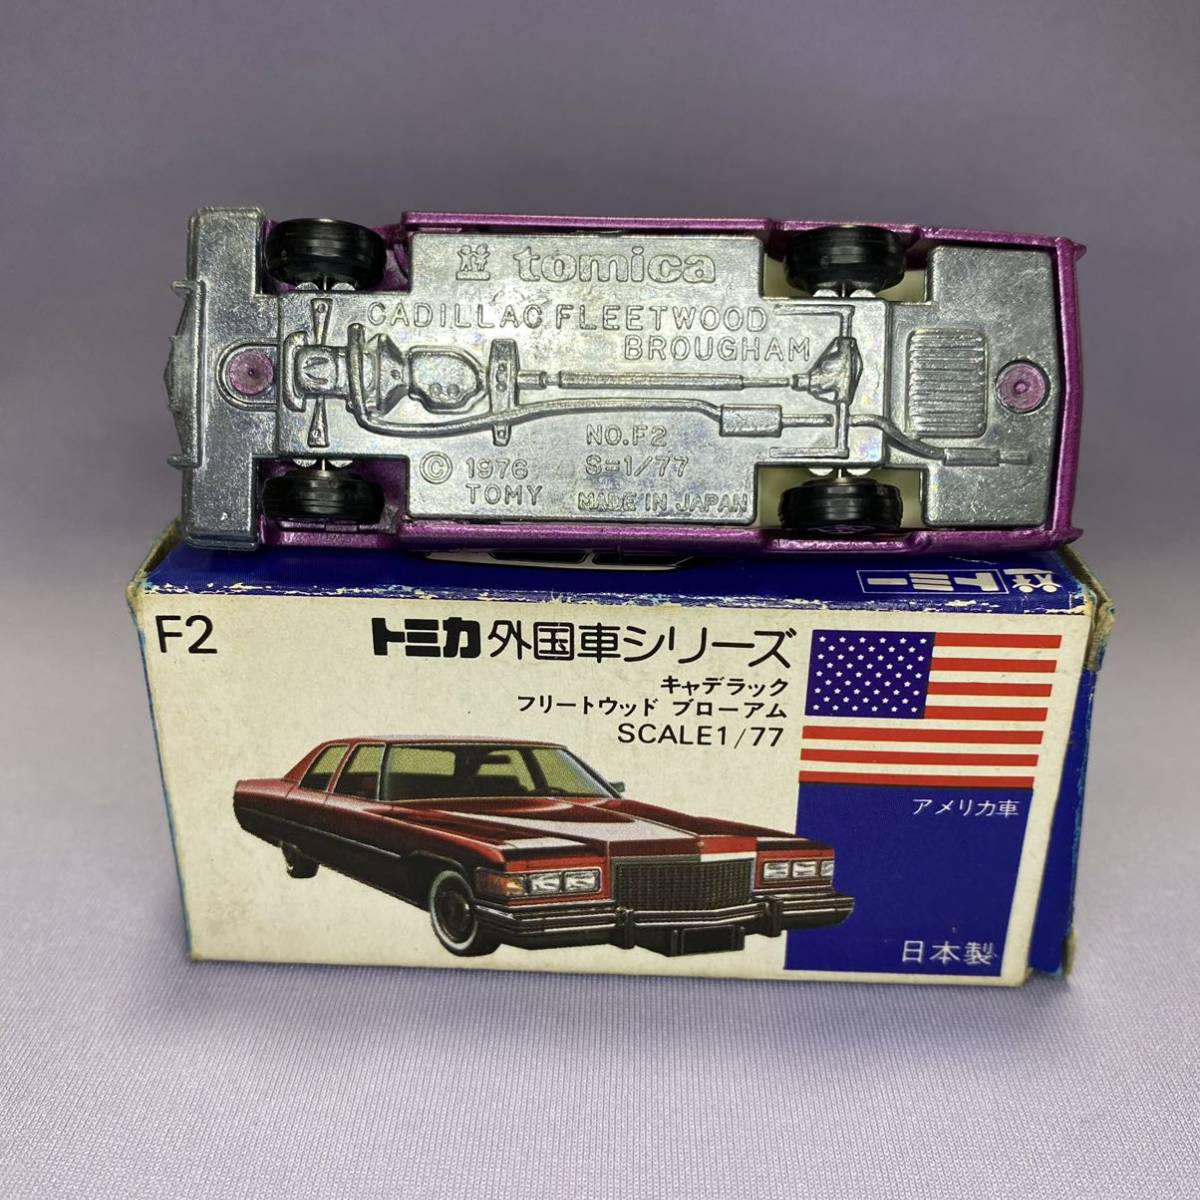 tomica
CADILLAC FLEETWOOD
BROUGHAM
NO.F2
S=1/77
© 1976
TOMY
MADE IN JAPAN
トミー
F2
トミカ外国車シリーズ
キャデラック
フリートウッド ブローアム
SCALE1/77
アメリカ車
日本製